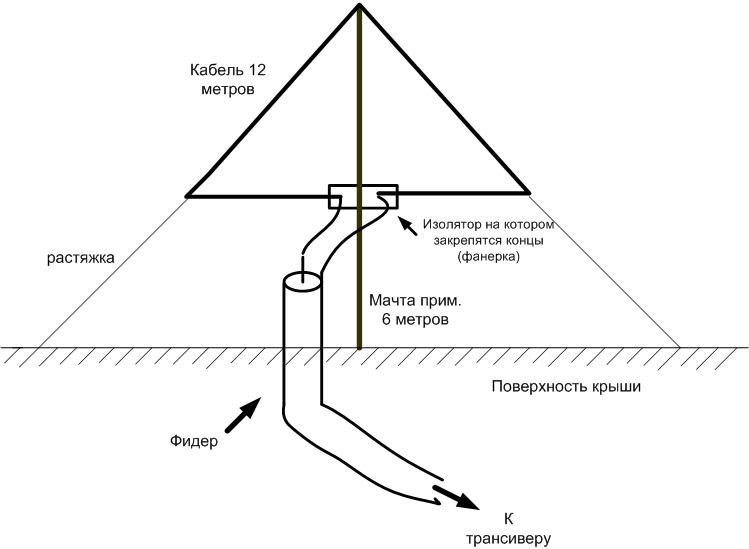 Кабель 12
метров
Изолятор на котором
закрепятся концы
(фанерка)
растяжка
Мачта прим.
6 метров
Поверхность крыши
Фидер
К
трансиверу